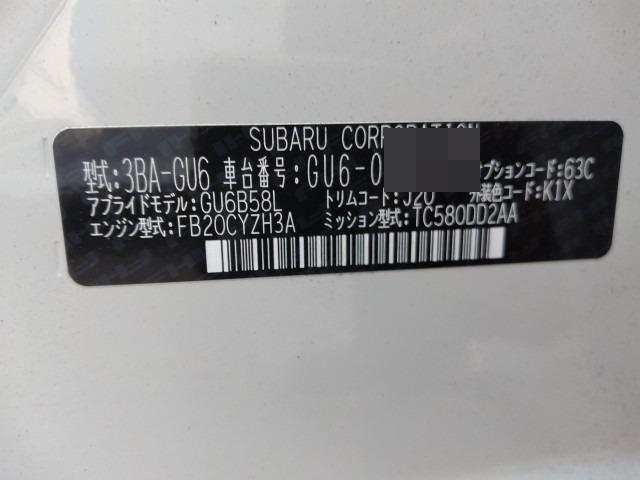 SUBARU CORPORATION
型式:3BA-GU6 車台番号:GU6-0 オプションコード:63C
アプライドモデル:GU6B58L トリムコード:J20 外装色コード:K1X
エンジン型式:FB20CYZH3A ミッション型式:TC580DD2AA